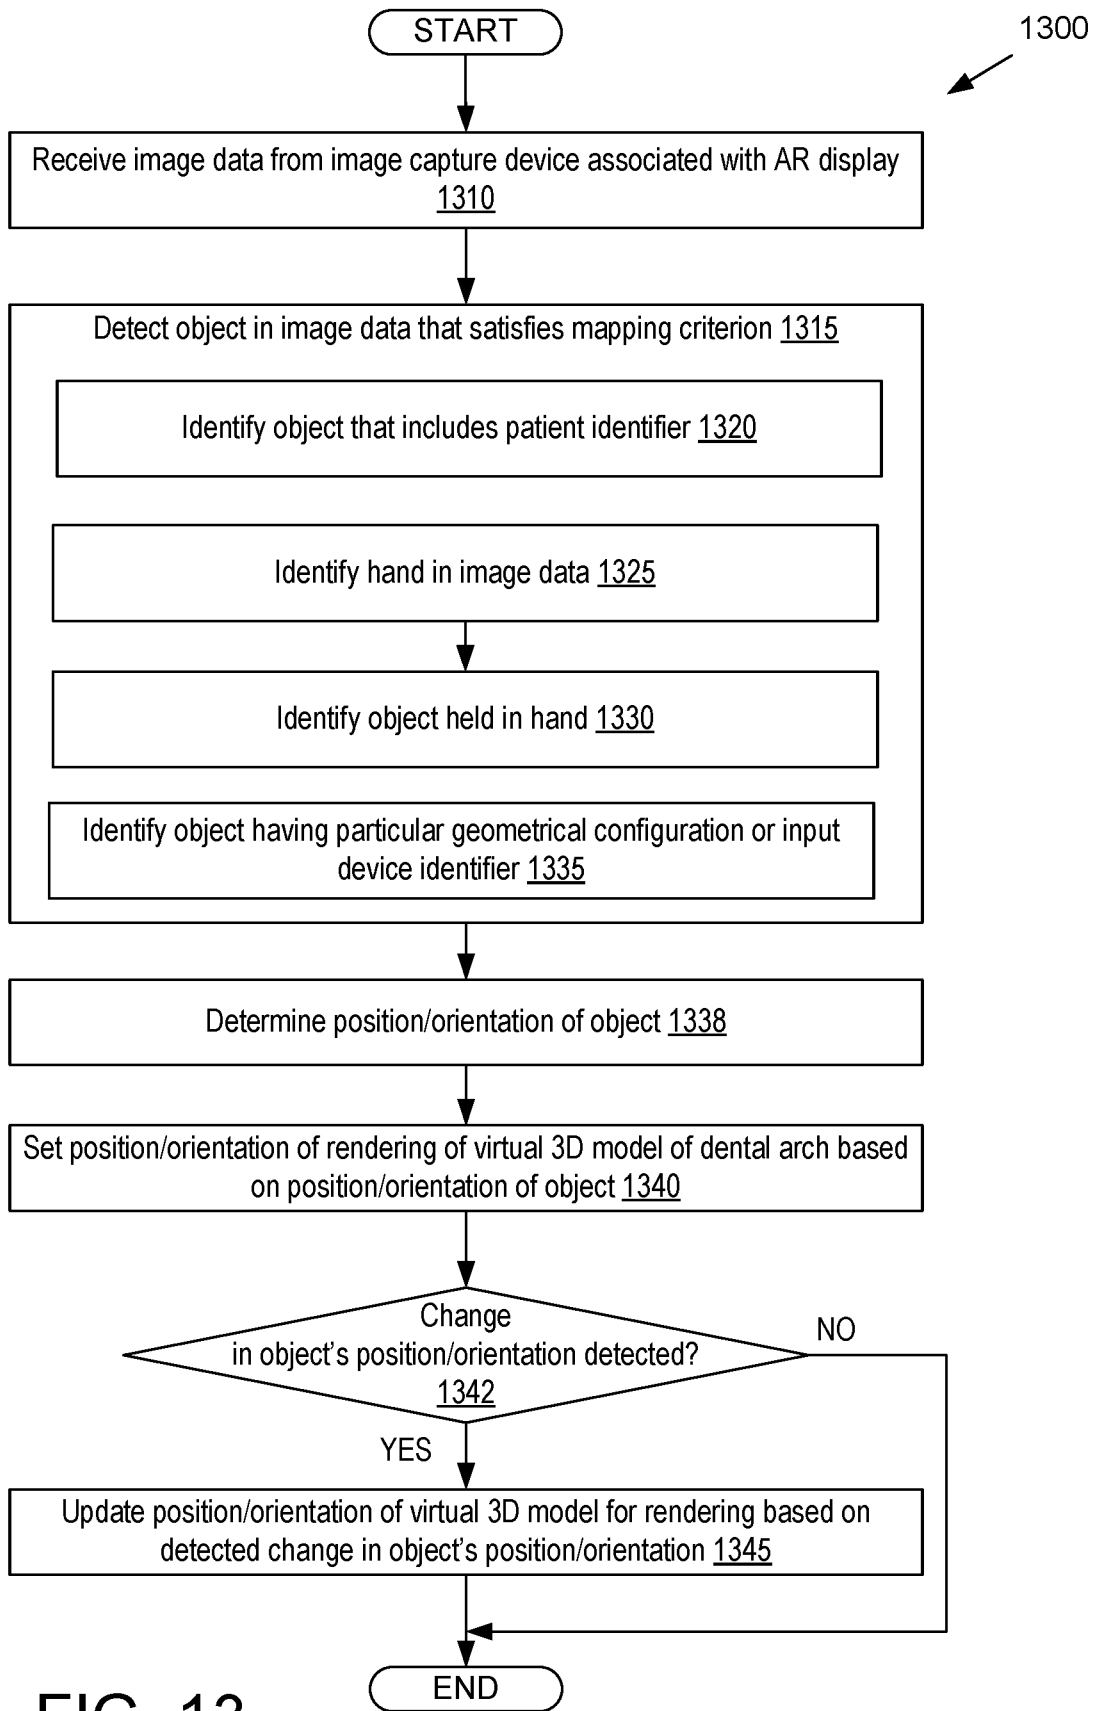 START
1300
Receive image data from image capture device associated with AR display
1310
Detect object in image data that satisfies mapping criterion 1315
Identify object that includes patient identifier 1320
Identify hand in image data 1325
Identify object held in hand 1330
Identify object having particular geometrical configuration or input
device identifier 1335
Determine position/orientation of object 1338
Set position/orientation of rendering of virtual 3D model of dental arch based
on position/orientation of object 1340
Change
in object's position/orientation detected?
1342
NO
YES
Update position/orientation of virtual 3D model for rendering based on
detected change in object's position/orientation 1345
END
FIG. 13